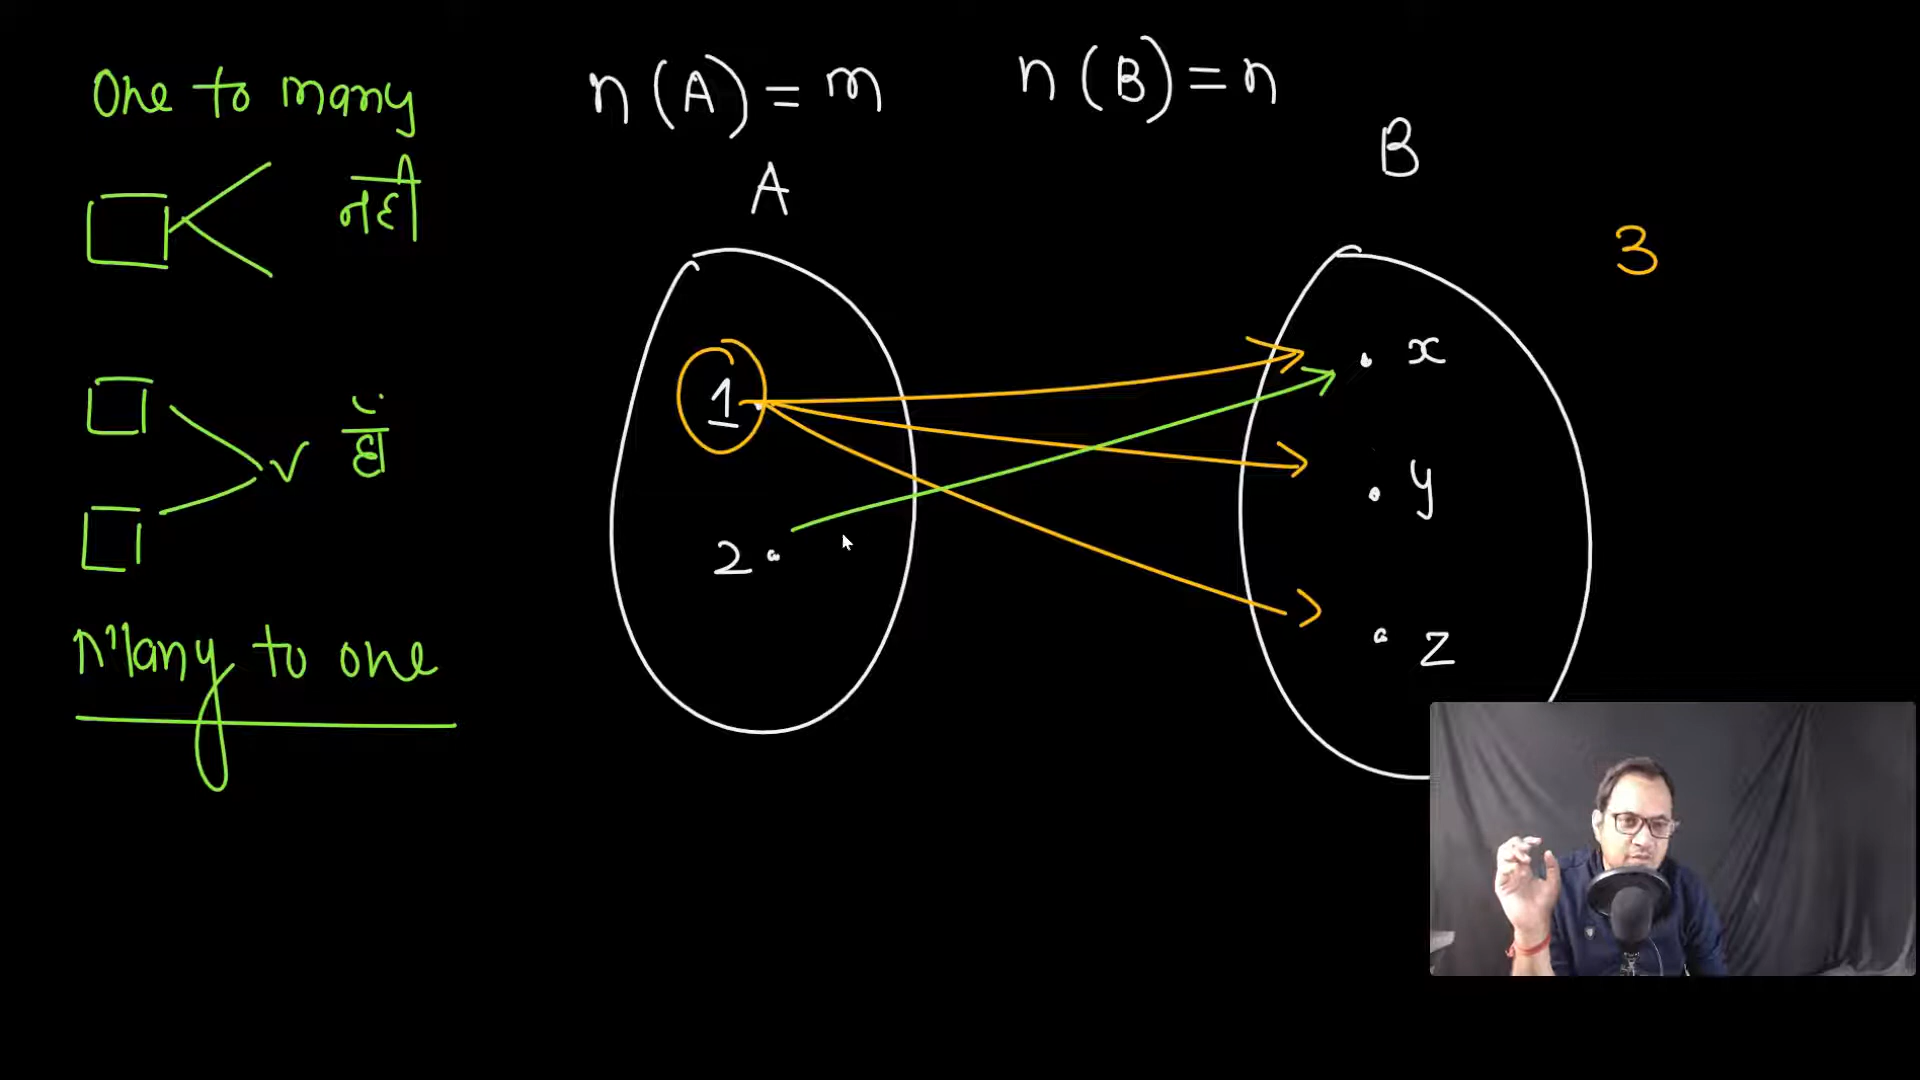 One to many
नहीं
हाँ
Many to one
n(A) = m
n(B) = n
A
B
3
1
2
x
y
z